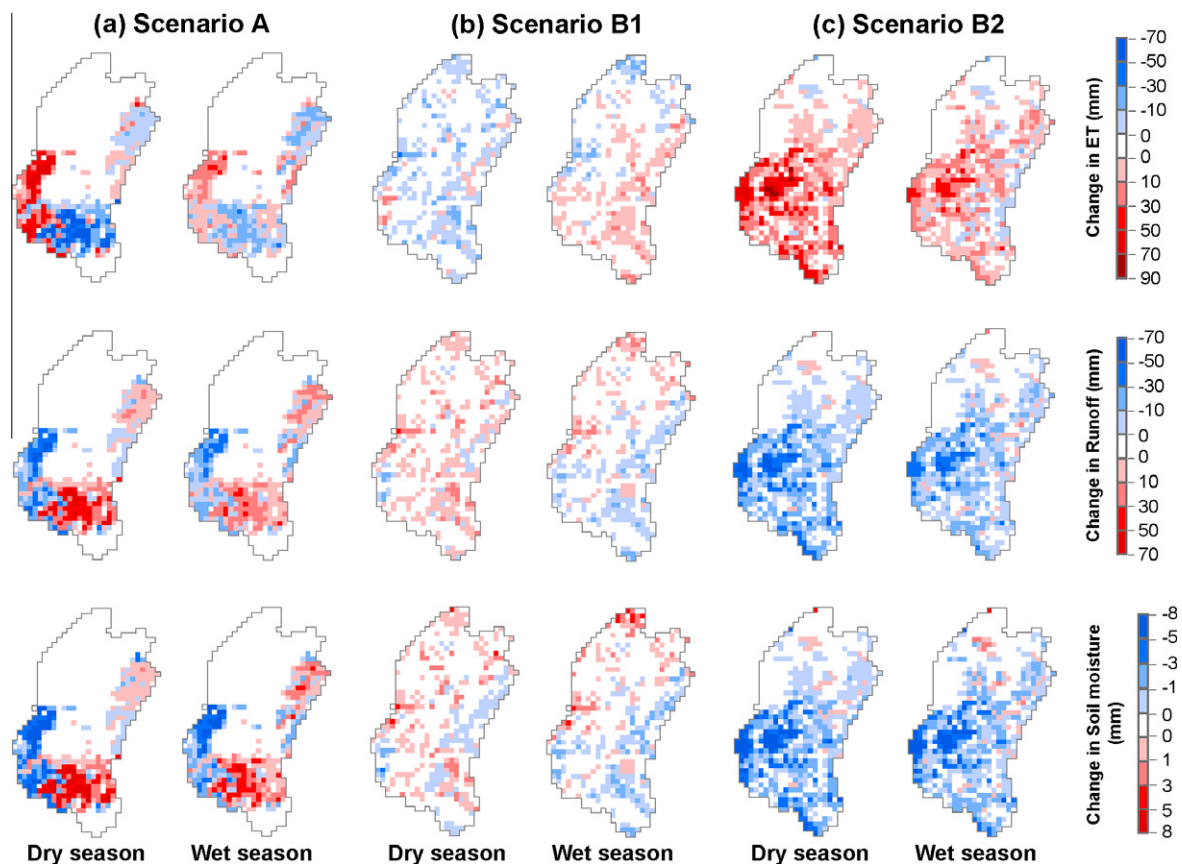 (a) Scenario A
(b) Scenario B1
(c) Scenario B2
Change in ET (mm)
-70
-30
-10
0
0
10
30
50
70
90
Change in Runoff (mm)
-70
-50
-30
-10
0
0
10
30
50
70
Change in Soil moisture
(mm)
-8
-5
-3
-1
0
0
1
3
5
8
Dry season
Wet season
Dry season
Wet season
Dry season
Wet season